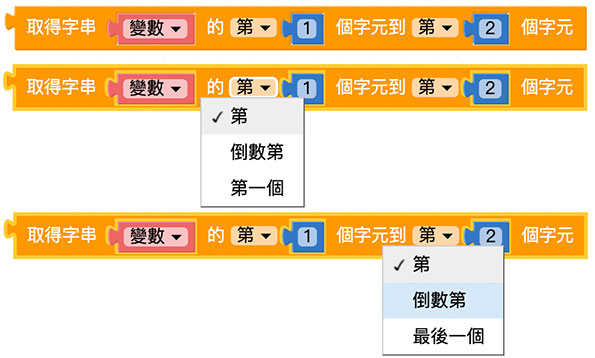 取得字串 變數 的 第 1 個字元到 第 2 個字元
取得字串 變數 的 第 1 個字元到 第 2 個字元
✓ 第
倒數第
第一個
取得字串 變數 的 第 1 個字元到 第 2 個字元
✓ 第
倒數第
最後一個